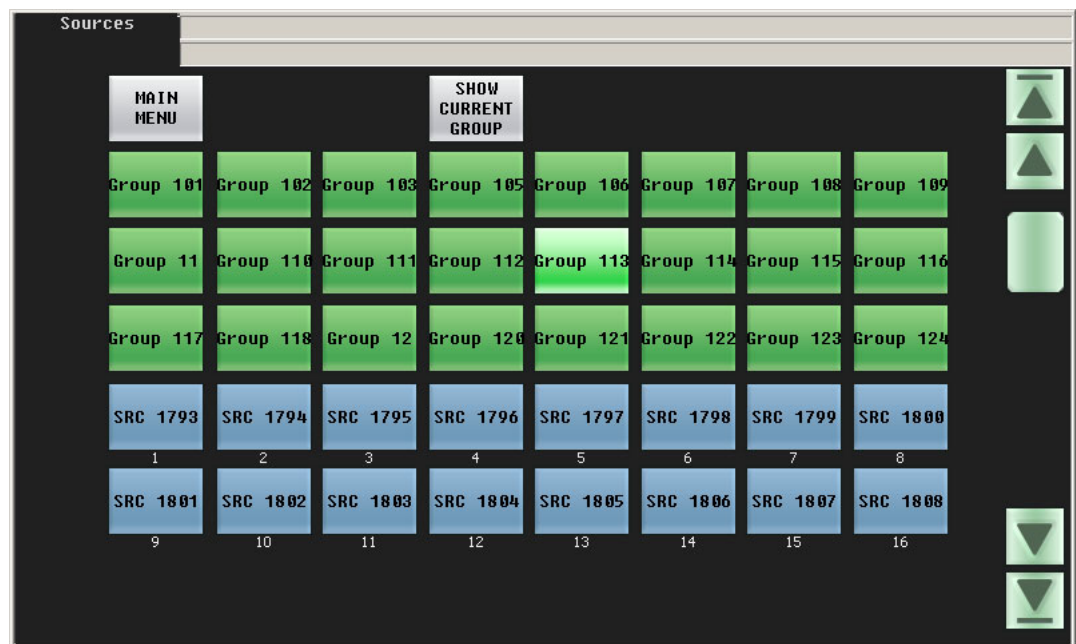 Sources
MAIN
MENU
SHOW
CURRENT
GROUP
Group 101 Group 102 Group 103 Group 105 Group 106 Group 107 Group 108 Group 109
Group 11 Group 110 Group 111 Group 112 Group 113 Group 114 Group 115 Group 116
Group 117 Group 118 Group 12 Group 120 Group 121 Group 122 Group 123 Group 124
SRC 1793 SRC 1794 SRC 1795 SRC 1796 SRC 1797 SRC 1798 SRC 1799 SRC 1800
1 2 3 4 5 6 7 8
SRC 1801 SRC 1802 SRC 1803 SRC 1804 SRC 1805 SRC 1806 SRC 1807 SRC 1808
9 10 11 12 13 14 15 16